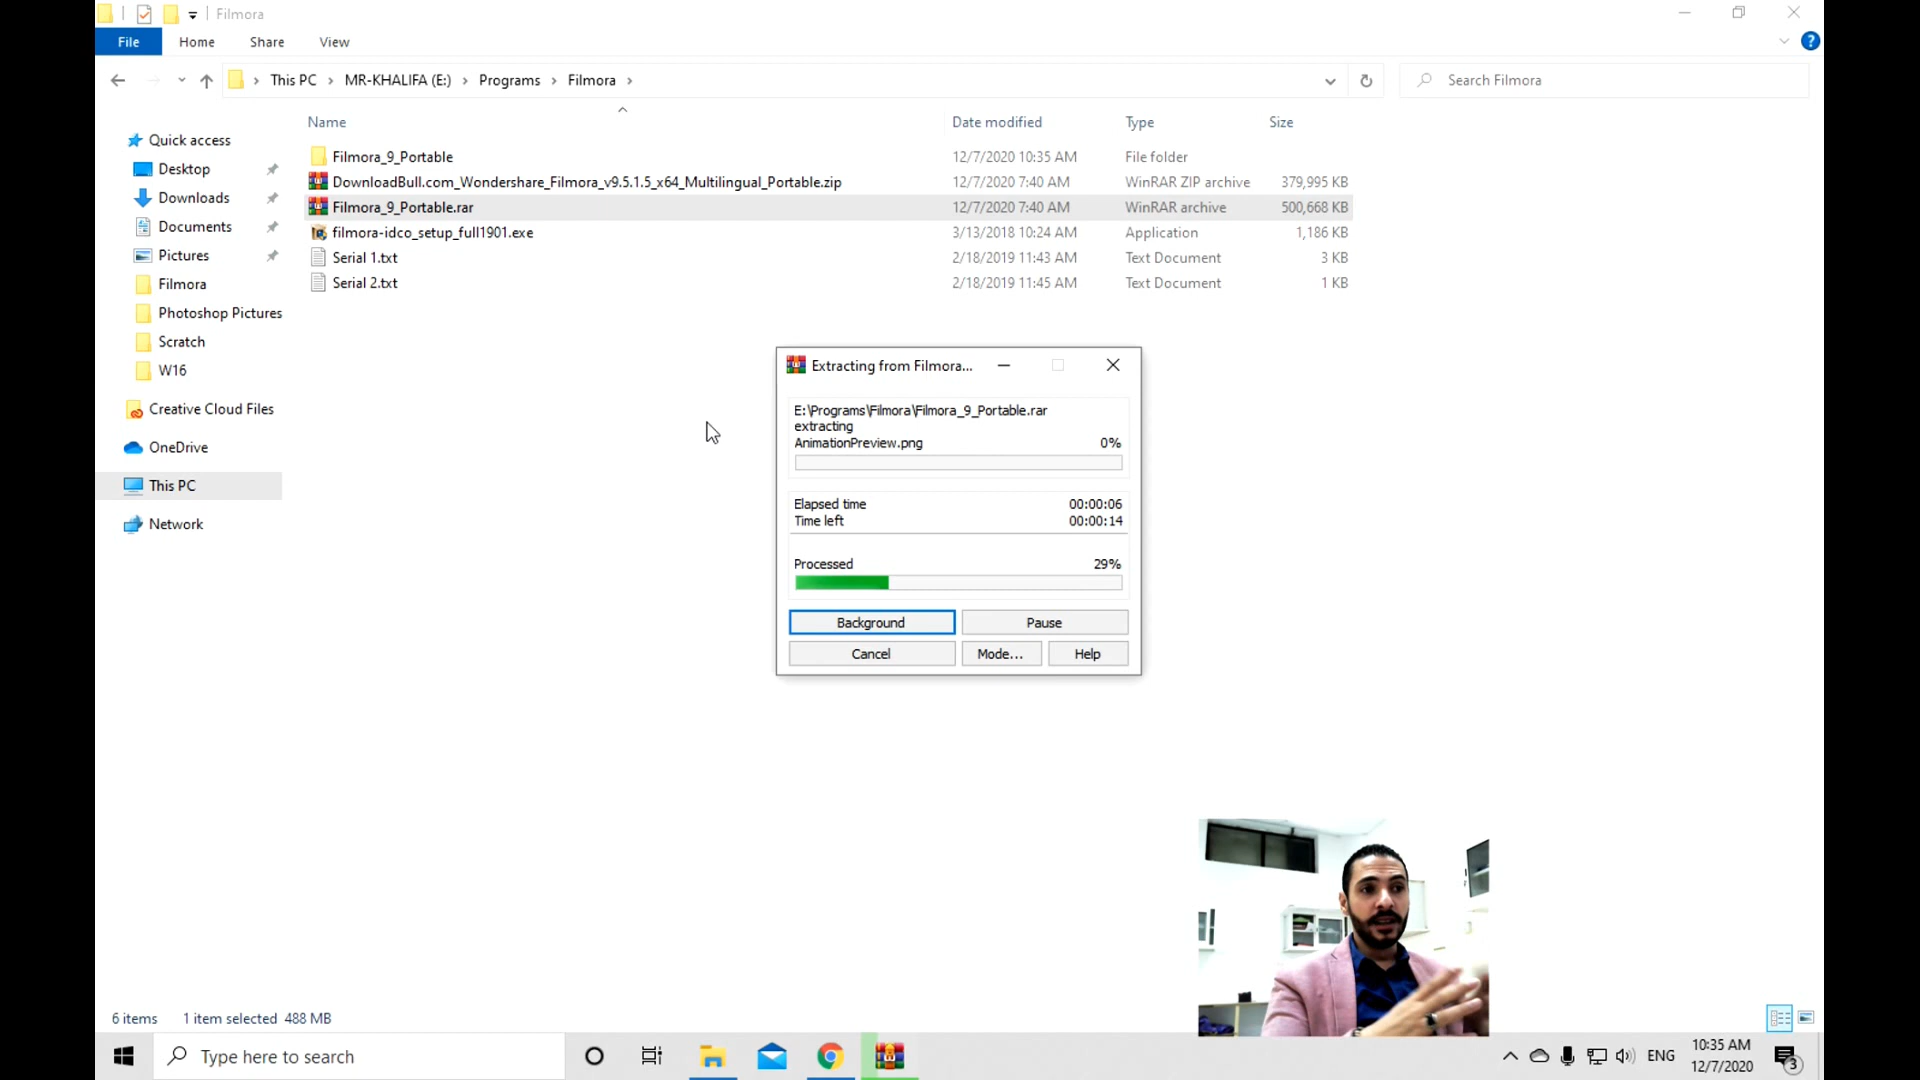 Filmora
File Home Share View
This PC MR-KHALIFA (E:) Programs Filmora
Search Filmora
Name Date modified Type Size
Quick access
Desktop
Downloads
Documents
Pictures
Filmora
Photoshop Pictures
Scratch
W16
Creative Cloud Files
OneDrive
This PC
Network
Filmora_9_Portable 12/7/2020 10:35 AM File folder
DownloadBull.com_Wondershare_Filmora_v9.5.1.5_x64_Multilingual_Portable.zip 12/7/2020 7:40 AM WinRAR ZIP archive 379,995 KB
Filmora_9_Portable.rar 12/7/2020 7:40 AM WinRAR archive 500,668 KB
filmora-idco_setup_full1901.exe 3/13/2018 10:24 AM Application 1,186 KB
Serial 1.txt 2/18/2019 11:43 AM Text Document 3 KB
Serial 2.txt 2/18/2019 11:45 AM Text Document 1 KB
Extracting from Filmora...
E:\Programs\Filmora\Filmora_9_Portable.rar
extracting
AnimationPreview.png 0%
Elapsed time 00:00:06
Time left 00:00:14
Processed 29%
Background Pause
Cancel Mode... Help
6 items 1 item selected 488 MB
Type here to search
ENG
10:35 AM
12/7/2020
3